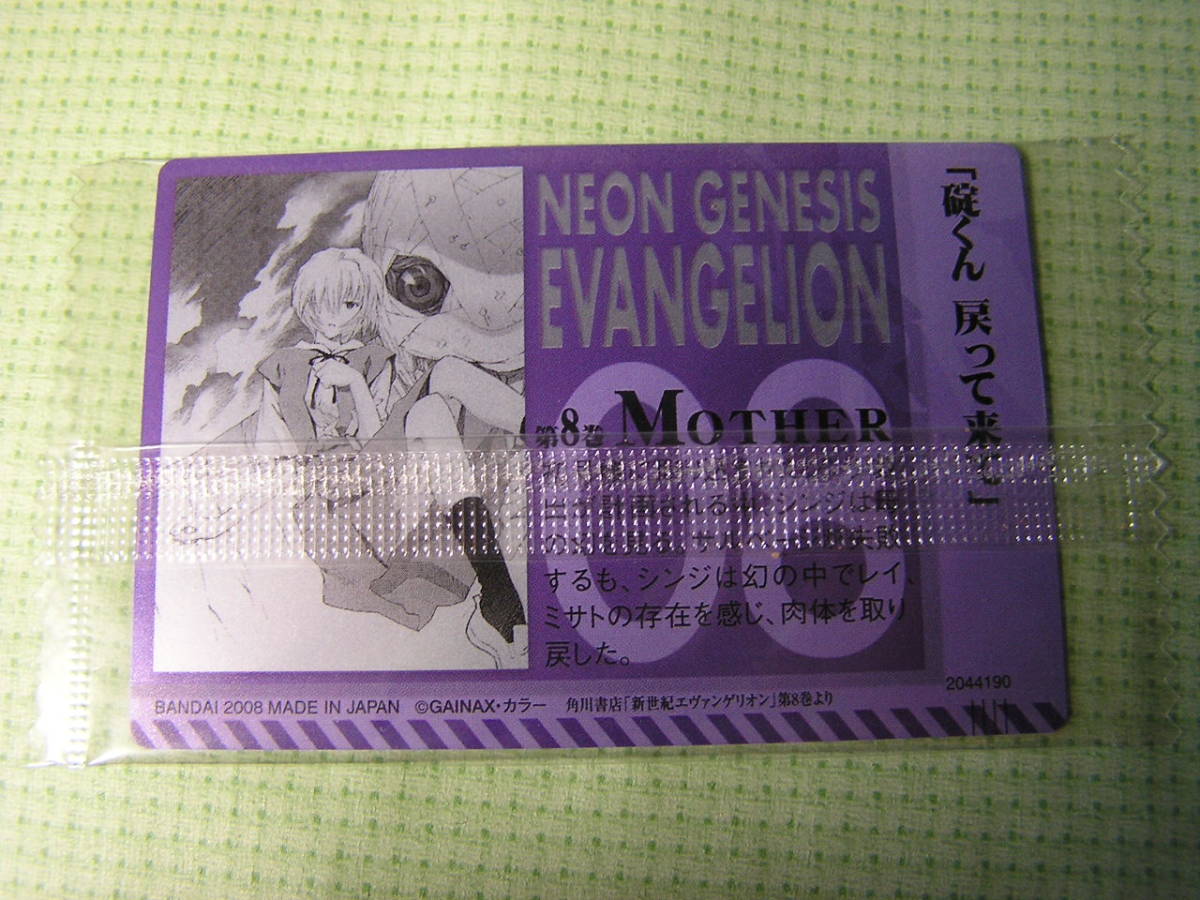 NEON GENESIS
EVANGELION
第8巻 MOTHER
するも、シンジは幻の中でレイ、
ミサトの存在を感じ、肉体を取り
戻した。
「碇くん 戻って来て」
2044190
BANDAI 2008 MADE IN JAPAN ©GAINAX・カラー 角川書店「新世紀エヴァンゲリオン」第8巻より
08